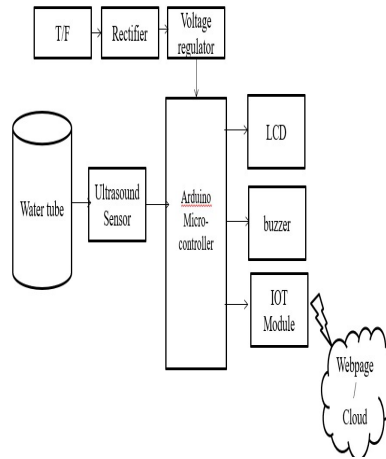 T/F
Rectifier
Voltage
regulator
Water tube
Ultrasound
Sensor
Arduino
Micro-
controller
LCD
buzzer
IOT
Module
Webpage
/
Cloud